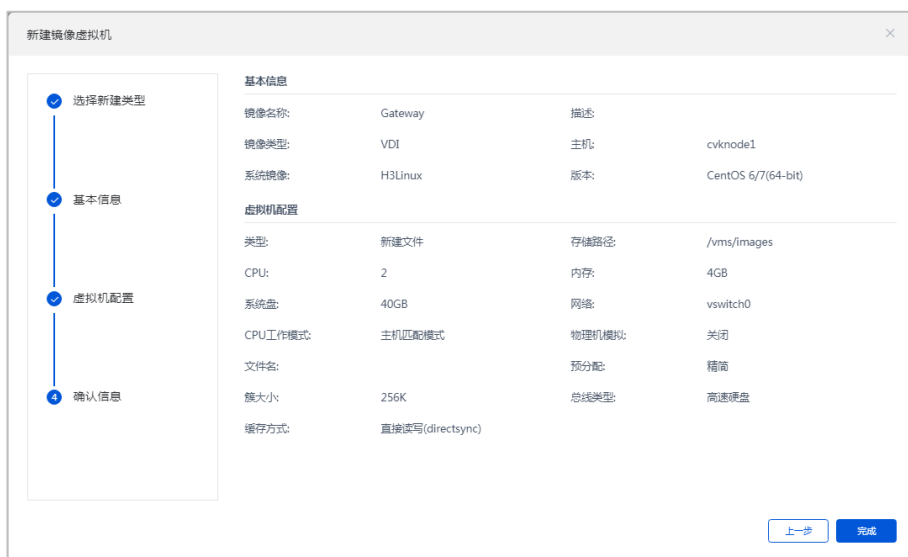 新建镜像虚拟机
选择新建类型
基本信息
虚拟机配置
4 确认信息
基本信息
镜像名称: Gateway 描述:
镜像类型: VDI 主机: cvknode1
系统镜像: H3Linux 版本: CentOS 6/7(64-bit)
虚拟机配置
类型: 新建文件 存储路径: /vms/images
CPU: 2 内存: 4GB
系统盘: 40GB 网络: vswitch0
CPU工作模式: 主机匹配模式 物理机模拟: 关闭
文件名: 预分配: 精简
簇大小: 256K 总线类型: 高速硬盘
缓存方式: 直接读写(directsync)
上一步 完成